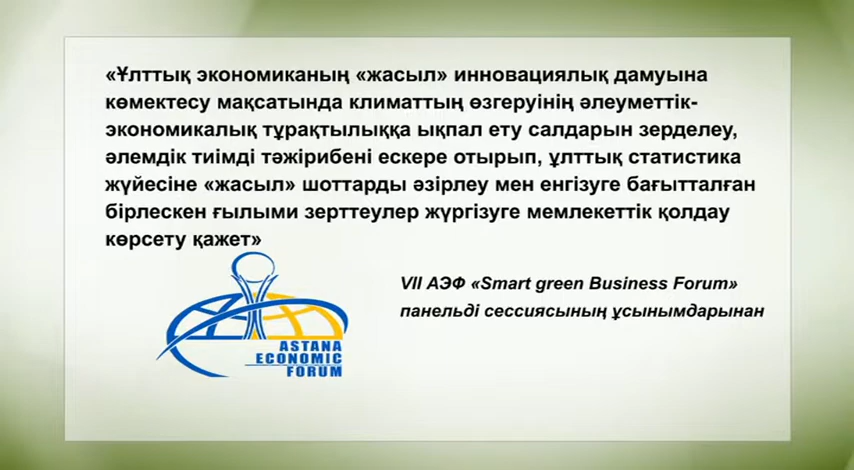 «Ұлттық экономиканың «жасыл» инновациялық дамуына
көмектесу мақсатында климаттың өзгеруінің әлеуметтік-
экономикалық тұрақтылыққа ықпал ету салдарын зерделеу,
әлемдік тиімді тәжірибені ескере отырып, ұлттық статистика
жүйесіне «жасыл» шоттарды әзірлеу мен енгізуге бағытталған
бірлескен ғылыми зерттеулер жүргізуге мемлекеттік қолдау
көрсету қажет»
VII АЭФ «Smart green Business Forum»
панельді сессиясының ұсынымдарынан
ASTANA
ECONOMIC
FORUM